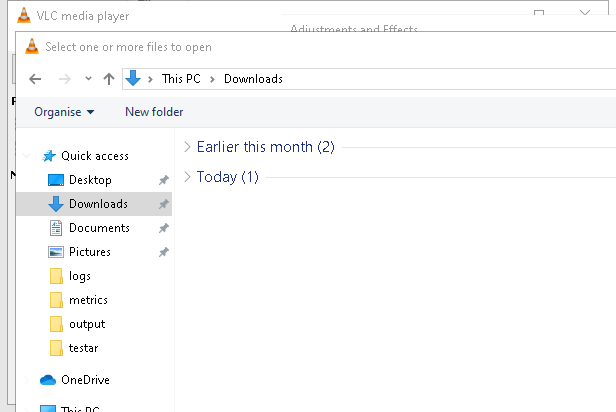 VLC media player
Adjustments and Effects
Select one or more files to open
This PC > Downloads
Organise New folder
Earlier this month (2)
Today (1)
Quick access
Desktop
Downloads
Documents
Pictures
logs
metrics
output
testar
OneDrive
This PC